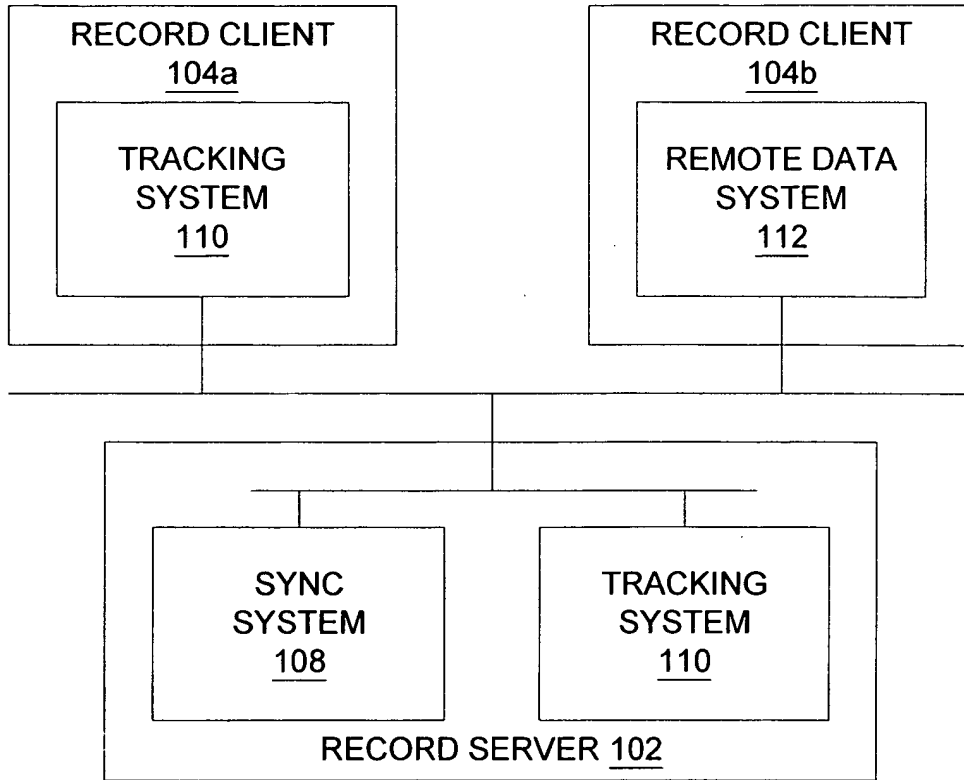 RECORD CLIENT
104a
TRACKING
SYSTEM
110
RECORD CLIENT
104b
REMOTE DATA
SYSTEM
112
SYNC
SYSTEM
108
TRACKING
SYSTEM
110
RECORD SERVER 102